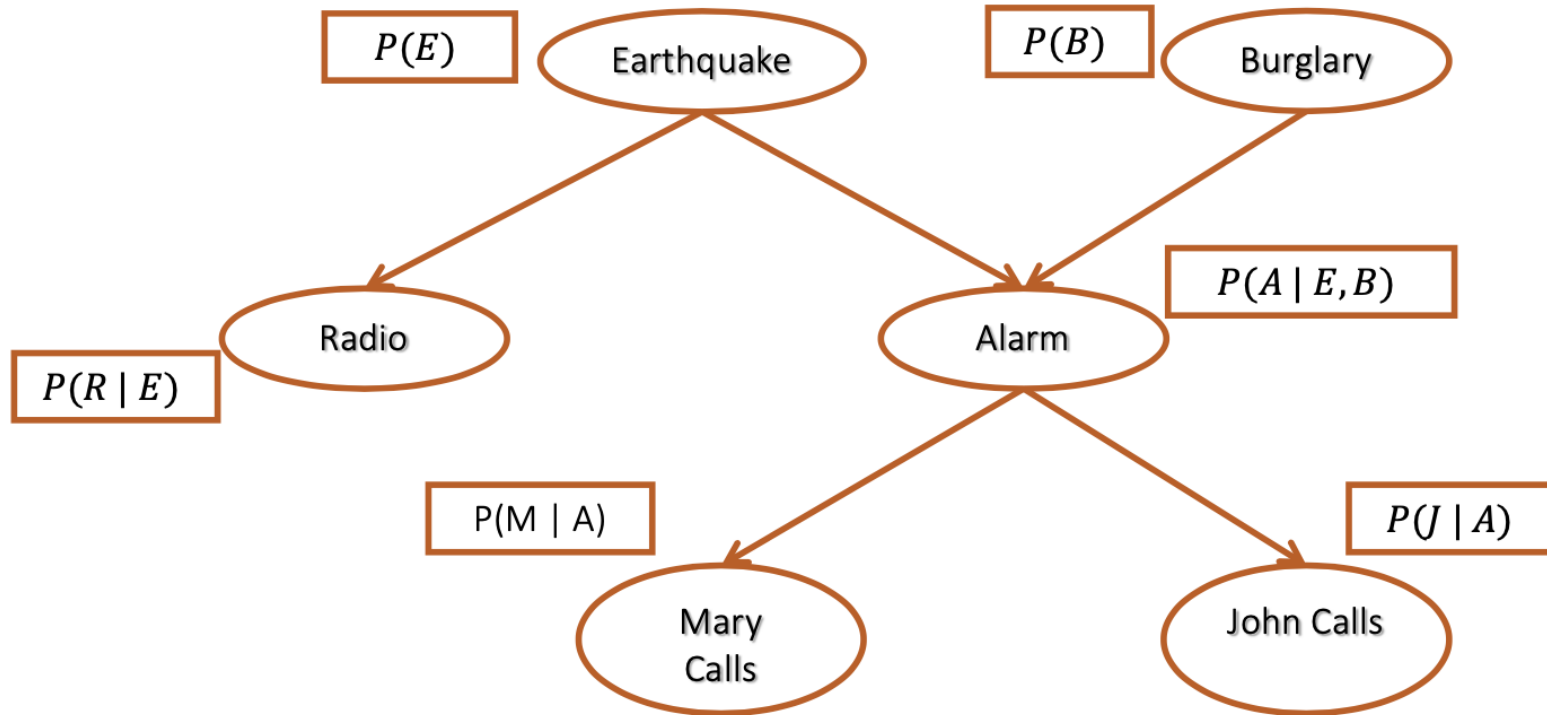 P(E)
Earthquake
P(B)
Burglary
P(A | E, B)
Radio
Alarm
P(R | E)
P(M | A)
P(J | A)
Mary
Calls
John Calls